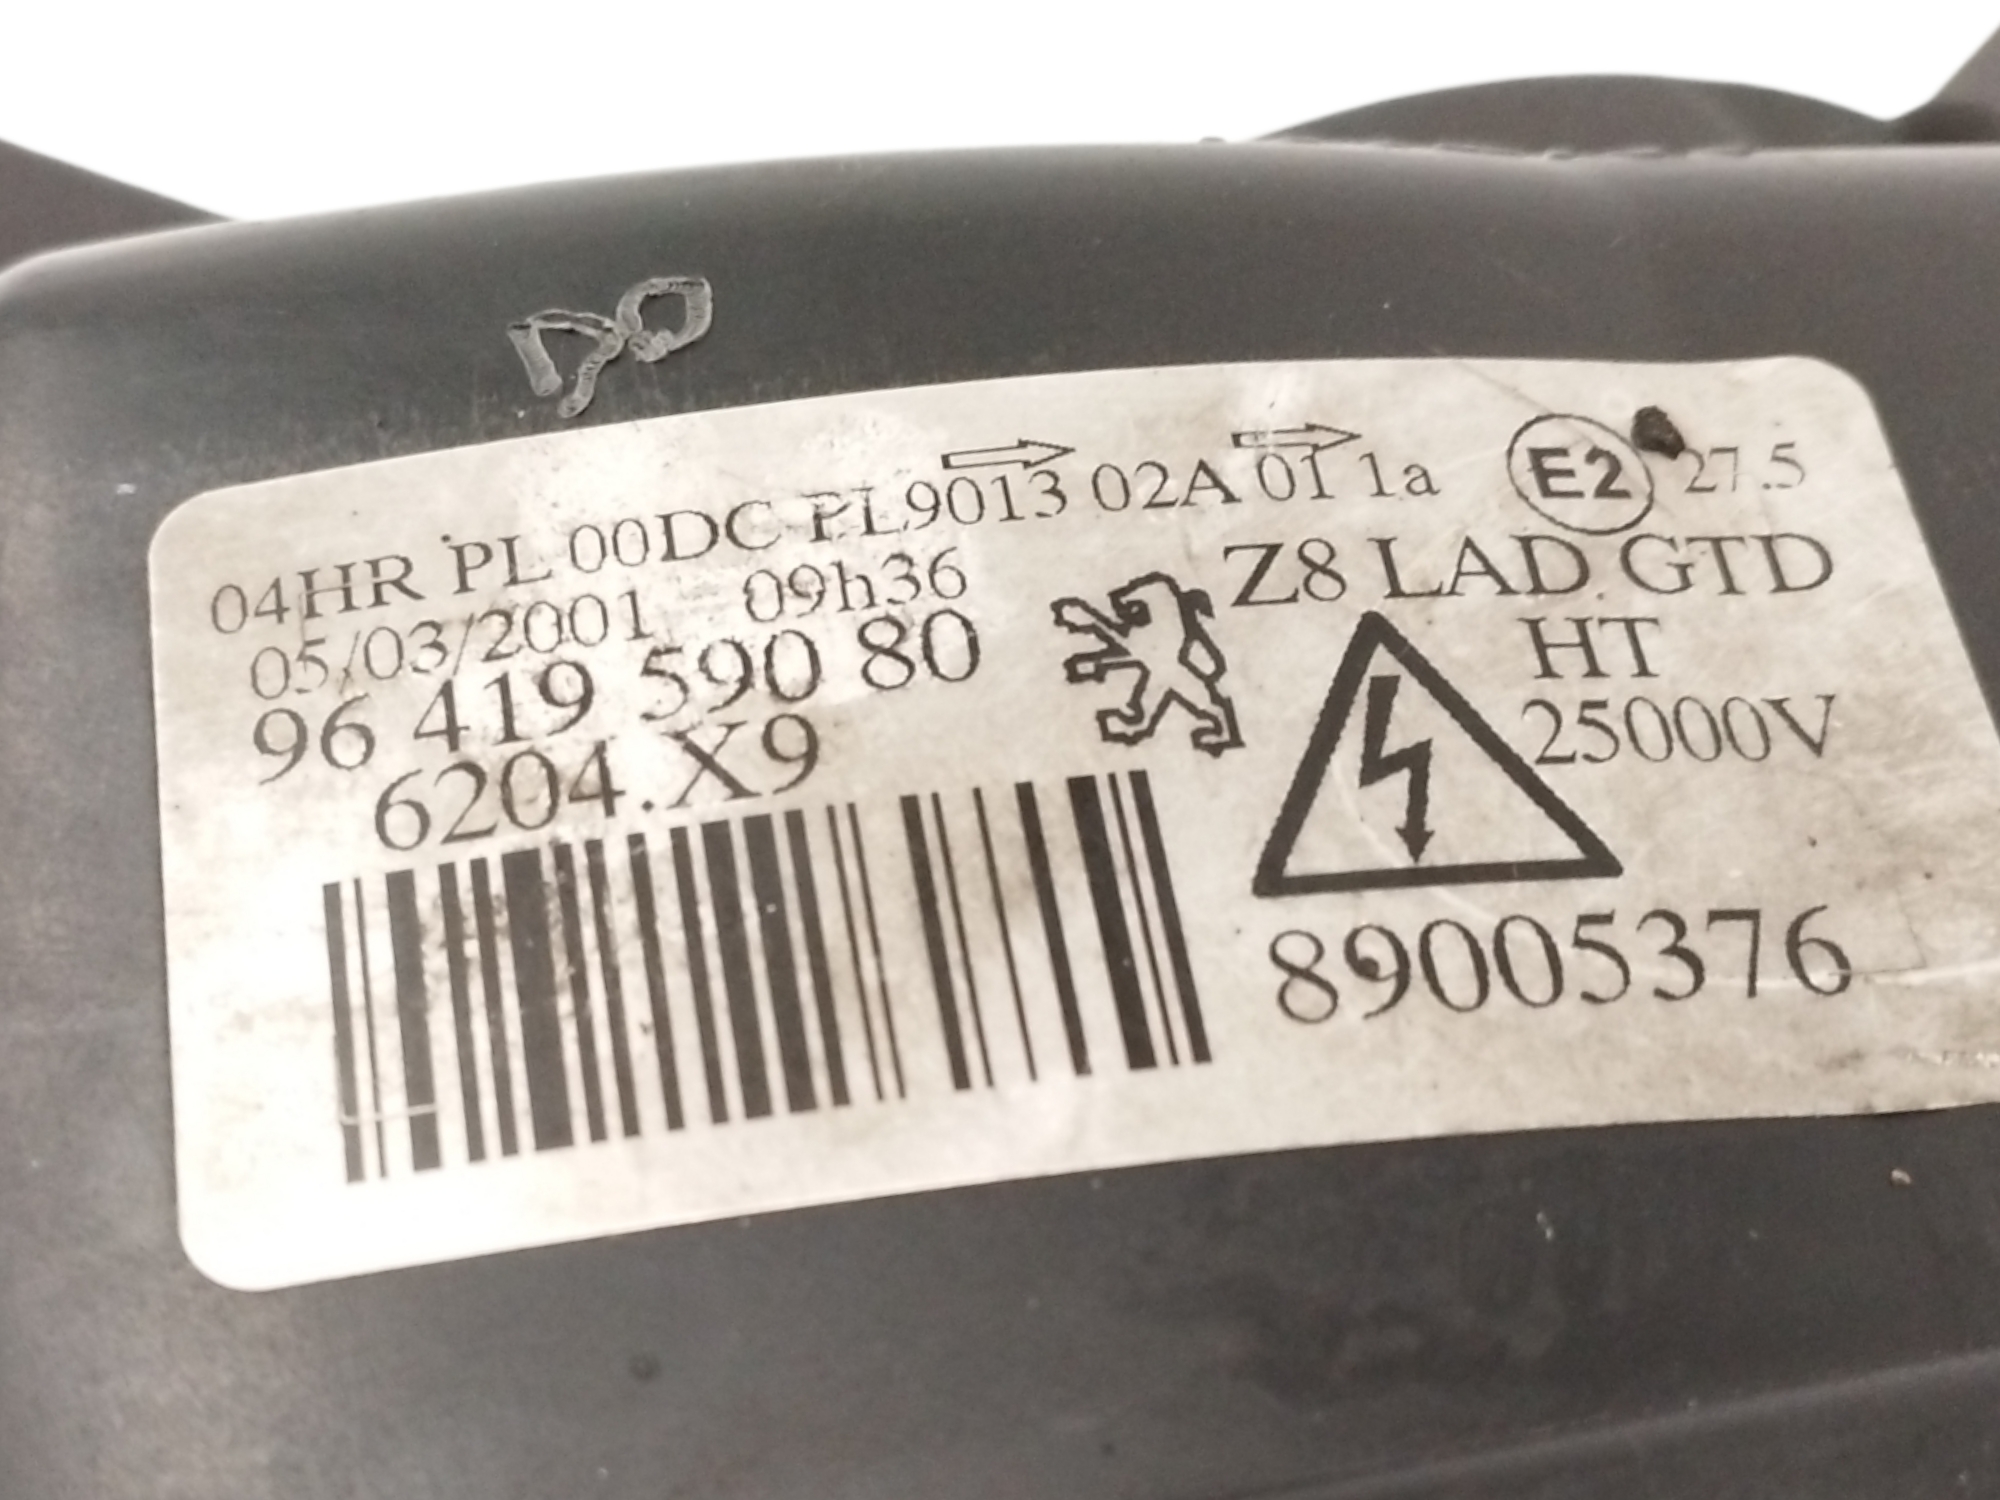 04HR PL 00DC PL9013 02A 01 1a E2 27.5
05/03/2001 09h36 Z8 LAD GTD
96 419 590 80 HT
6204.X9 25000V
89005376